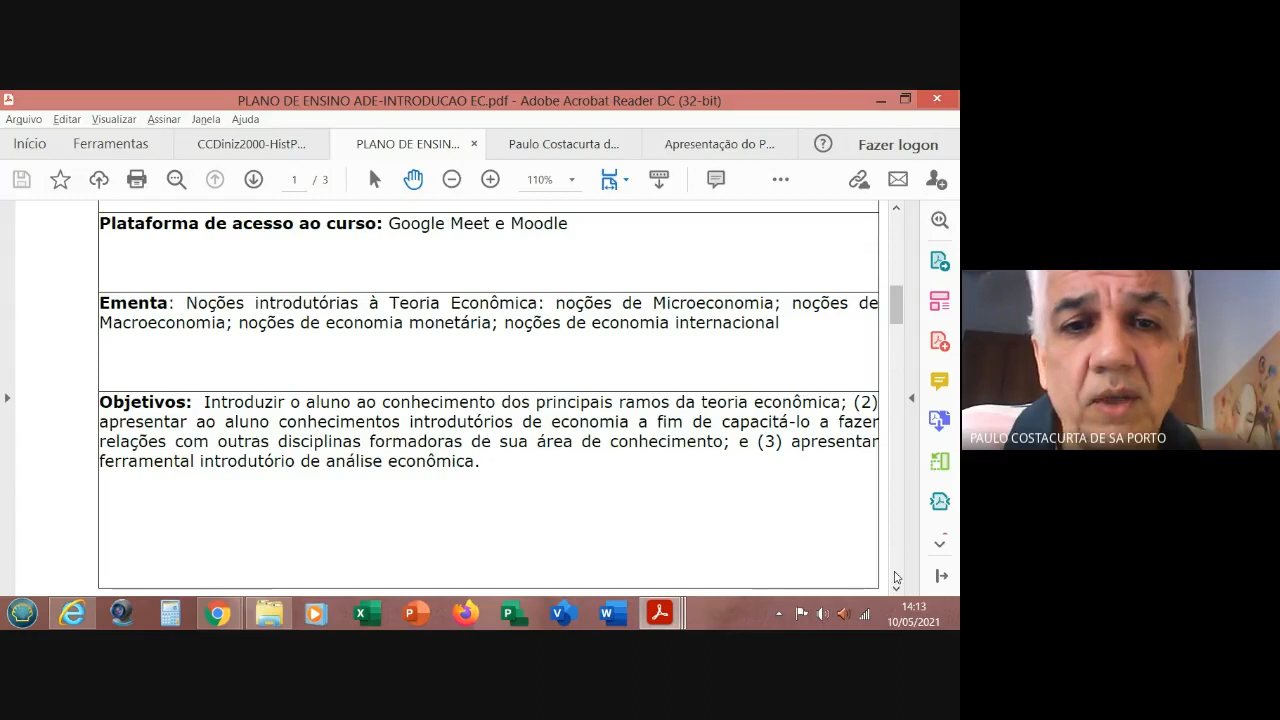 PLANO DE ENSINO ADE-INTRODUCAO EC.pdf - Adobe Acrobat Reader DC (32-bit)
Arquivo Editar Visualizar Assinar Janela Ajuda
Início Ferramentas CCDiniz2000-HistP... PLANO DE ENSIN... × Paulo Costacurta d... Apresentação do P... ? Fazer logon
1 / 3 110%
Plataforma de acesso ao curso: Google Meet e Moodle
Ementa: Noções introdutórias à Teoria Econômica: noções de Microeconomia; noções de
Macroeconomia; noções de economia monetária; noções de economia internacional
Objetivos: Introduzir o aluno ao conhecimento dos principais ramos da teoria econômica; (2)
apresentar ao aluno conhecimentos introdutórios de economia a fim de capacitá-lo a fazer
relações com outras disciplinas formadoras de sua área de conhecimento; e (3) apresentar
ferramental introdutório de análise econômica.
PAULO COSTACURTA DE SA PORTO
14:13
10/05/2021